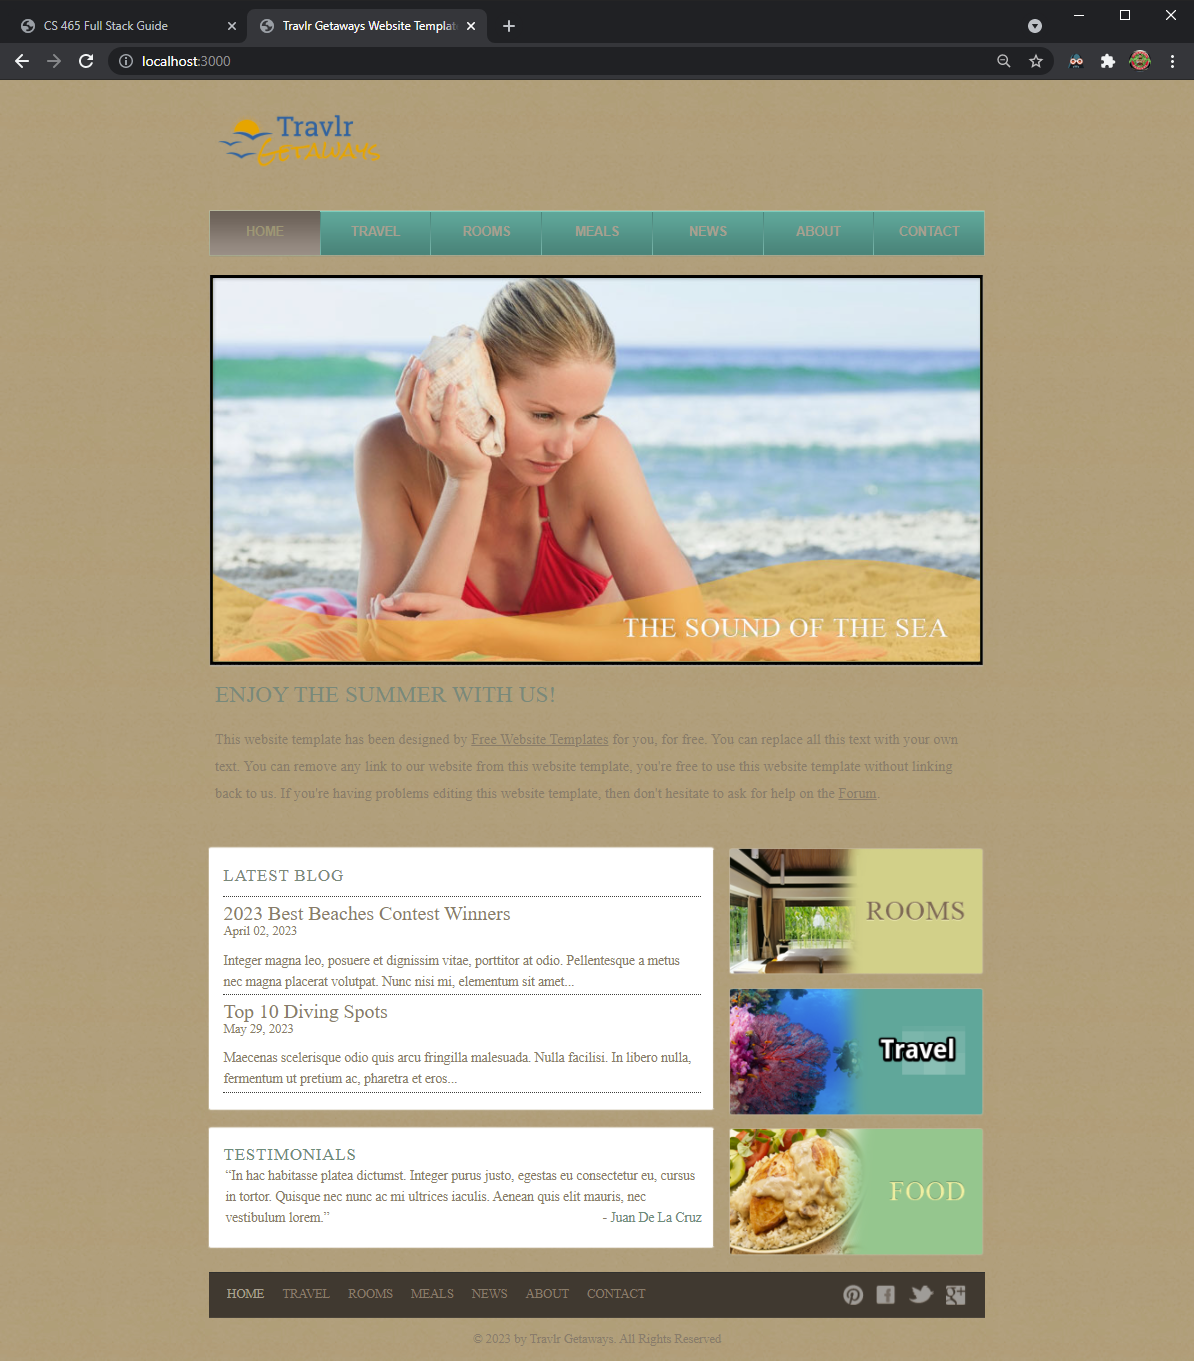 CS 465 Full Stack Guide
Travlr Getaways Website Templat
localhost:3000
Travlr
GETAWAYS
HOME TRAVEL ROOMS MEALS NEWS ABOUT CONTACT
THE SOUND OF THE SEA
ENJOY THE SUMMER WITH US!
This website template has been designed by Free Website Templates for you, for free. You can replace all this text with your own
text. You can remove any link to our website from this website template, you're free to use this website template without linking
back to us. If you're having problems editing this website template, then don't hesitate to ask for help on the Forum.
LATEST BLOG
2023 Best Beaches Contest Winners
April 02, 2023
Integer magna leo, posuere et dignissim vitae, porttitor at odio. Pellentesque a metus
nec magna placerat volutpat. Nunc nisi mi, elementum sit amet...
Top 10 Diving Spots
May 29, 2023
Maecenas scelerisque odio quis arcu fringilla malesuada. Nulla facilisi. In libero nulla,
fermentum ut pretium ac, pharetra et eros...
TESTIMONIALS
“In hac habitasse platea dictumst. Integer purus justo, egestas eu consectetur eu, cursus
in tortor. Quisque nec nunc ac mi ultrices iaculis. Aenean quis elit mauris, nec
vestibulum lorem.” - Juan De La Cruz
ROOMS
Travel
FOOD
HOME TRAVEL ROOMS MEALS NEWS ABOUT CONTACT
© 2023 by Travlr Getaways. All Rights Reserved